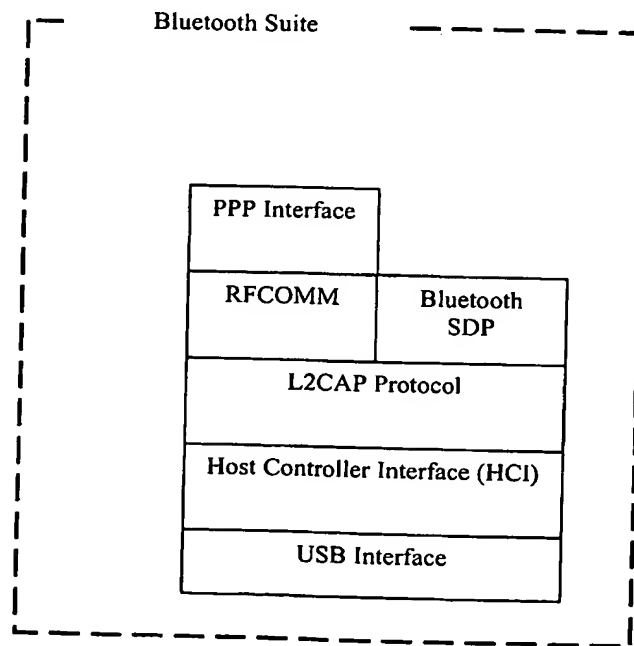 Bluetooth Suite
PPP Interface
RFCOMM
Bluetooth
SDP
L2CAP Protocol
Host Controller Interface (HCI)
USB Interface